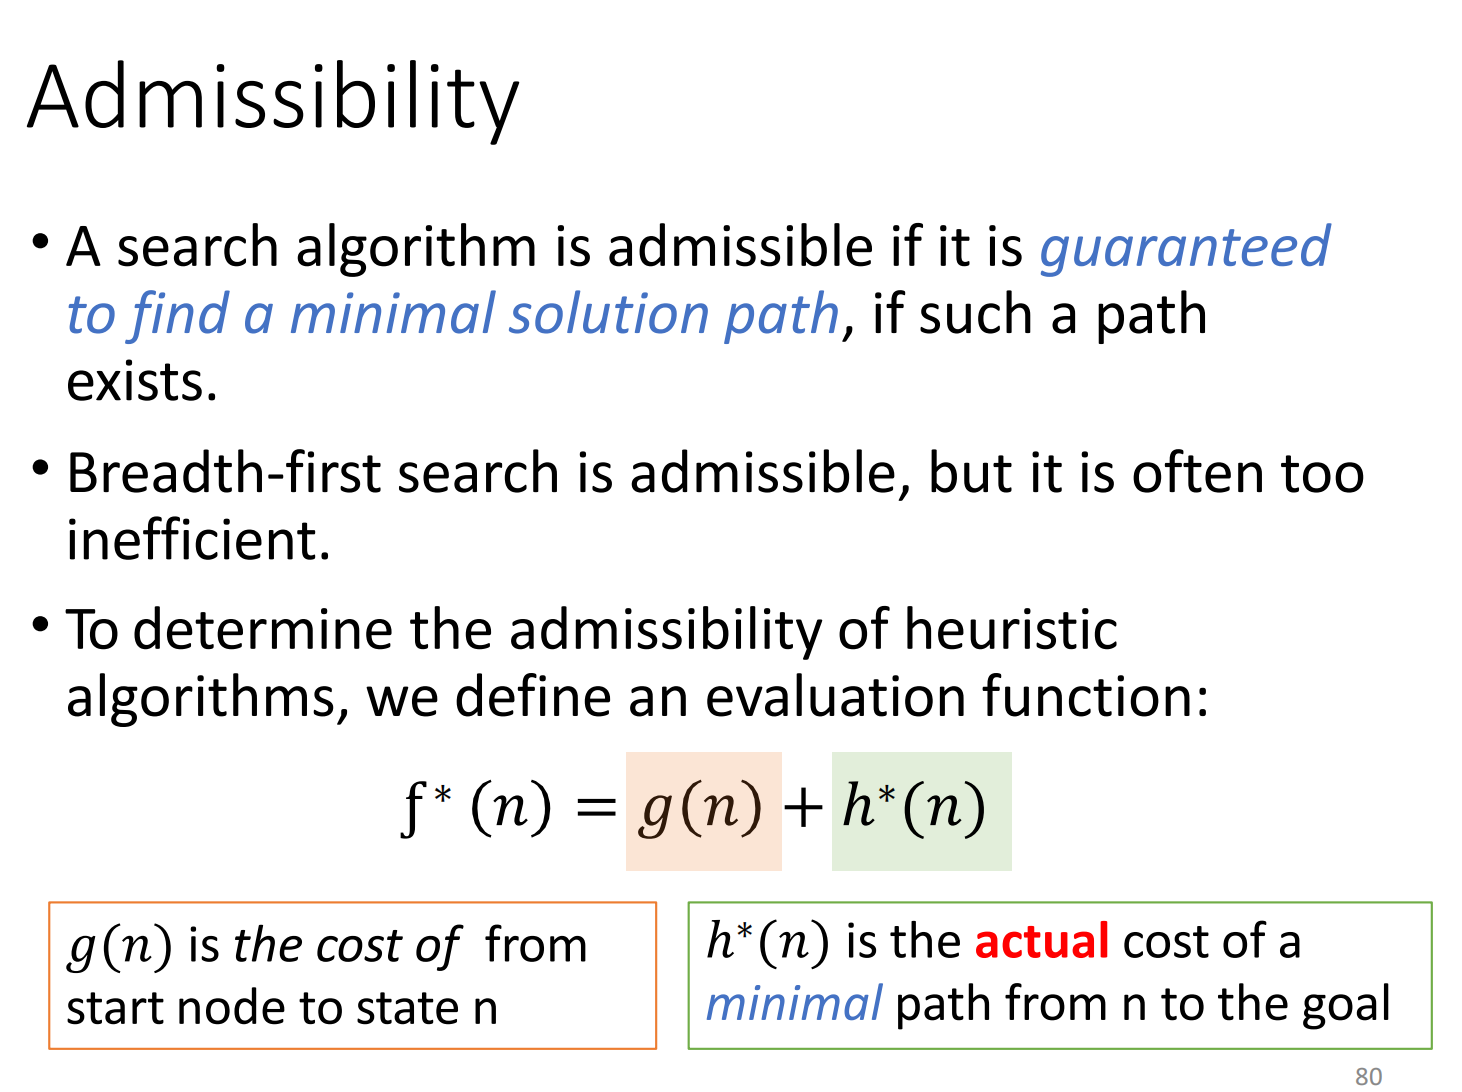 Admissibility
• A search algorithm is admissible if it is guaranteed
to find a minimal solution path, if such a path
exists.
• Breadth-first search is admissible, but it is often too
inefficient.
• To determine the admissibility of heuristic
algorithms, we define an evaluation function:
f* (n) = g(n) + h*(n)
g(n) is the cost of from
start node to state n
h*(n) is the actual cost of a
minimal path from n to the goal
80